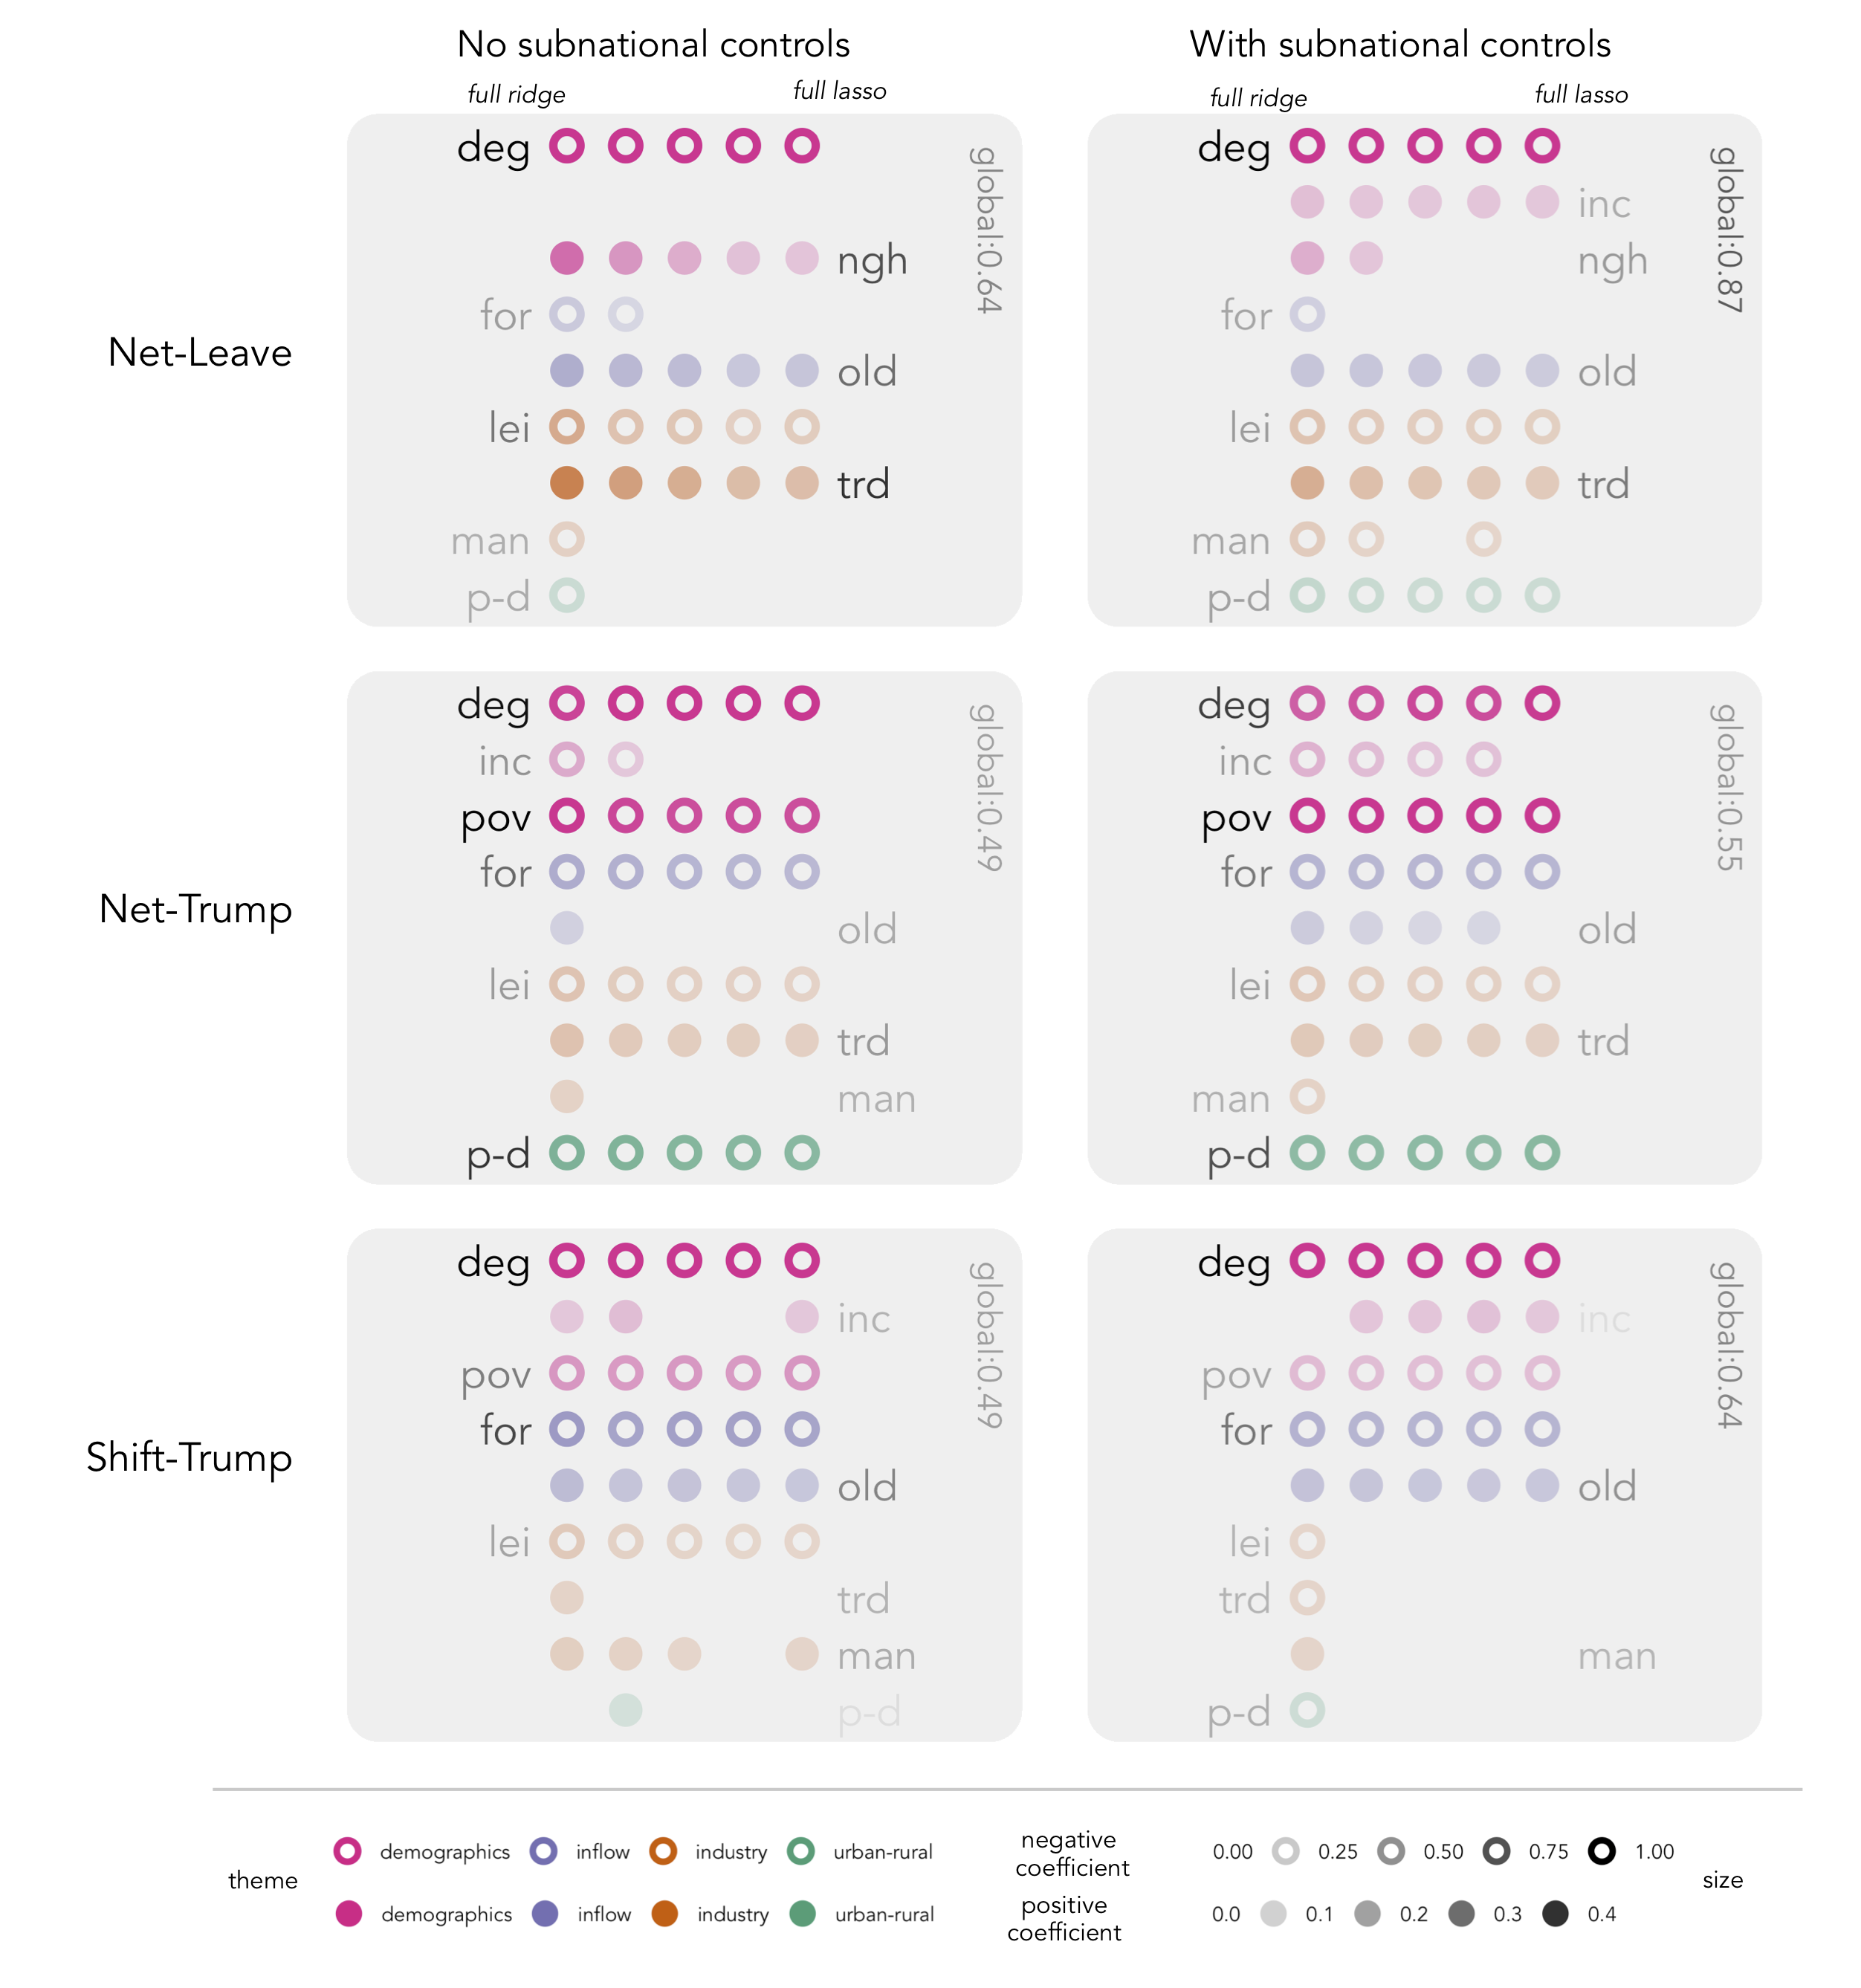 No subnational controls
With subnational controls
full ridge
full lasso
full ridge
full lasso
Net-Leave
deg
ngh
for
old
lei
trd
man
p-d
global:0.64
deg
inc
ngh
for
old
lei
trd
man
p-d
global:0.87
Net-Trump
deg
inc
pov
for
old
lei
trd
man
p-d
global:0.49
deg
inc
pov
for
old
lei
trd
man
p-d
global:0.55
Shift-Trump
deg
inc
pov
for
old
lei
trd
man
p-d
global:0.49
deg
inc
pov
for
old
lei
trd
man
p-d
global:0.64
theme
demographics inflow industry urban-rural
demographics inflow industry urban-rural
negative
coefficient
0.00 0.25 0.50 0.75 1.00
positive
coefficient
0.0 0.1 0.2 0.3 0.4
size